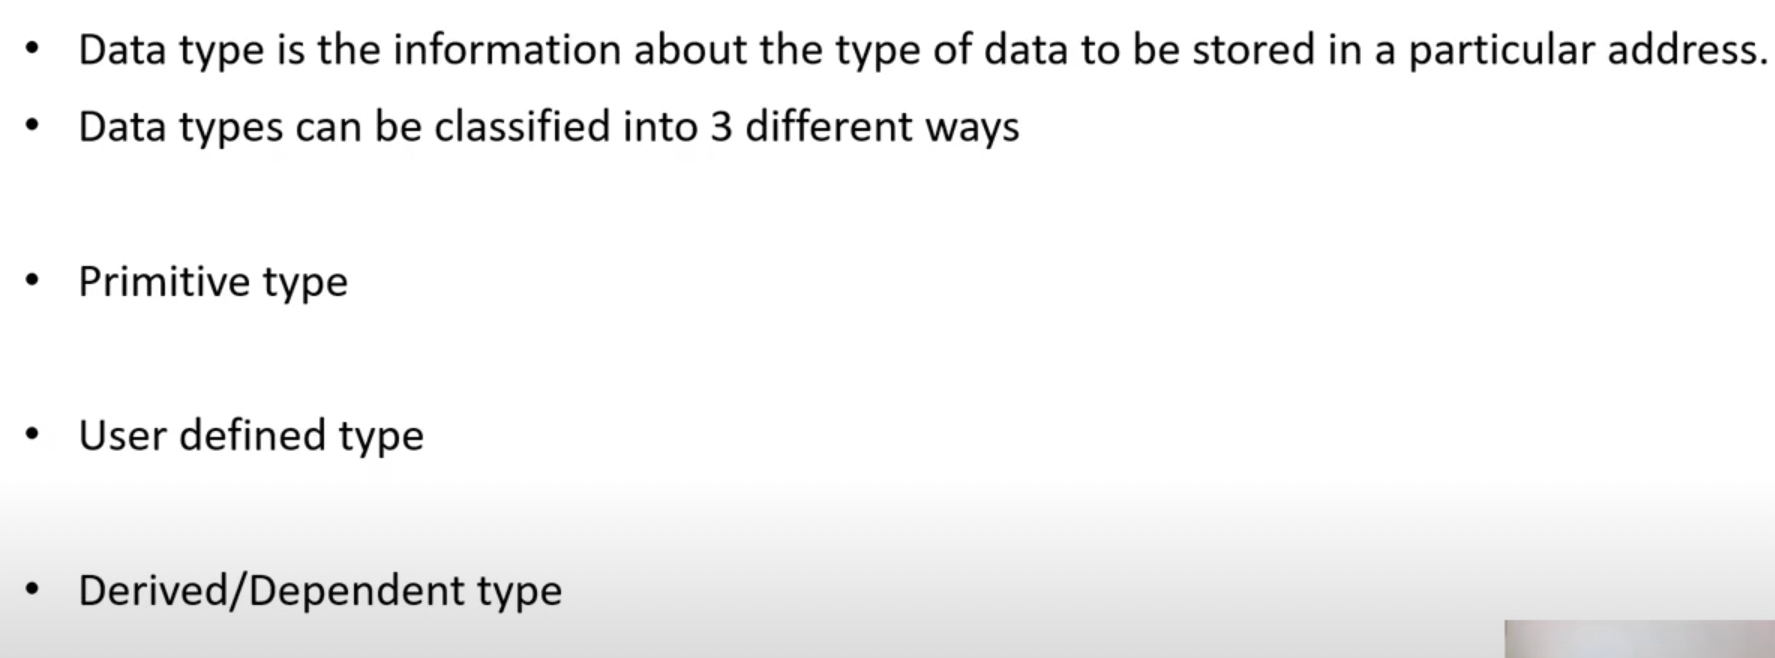 • Data type is the information about the type of data to be stored in a particular address.
• Data types can be classified into 3 different ways
• Primitive type
• User defined type
• Derived/Dependent type